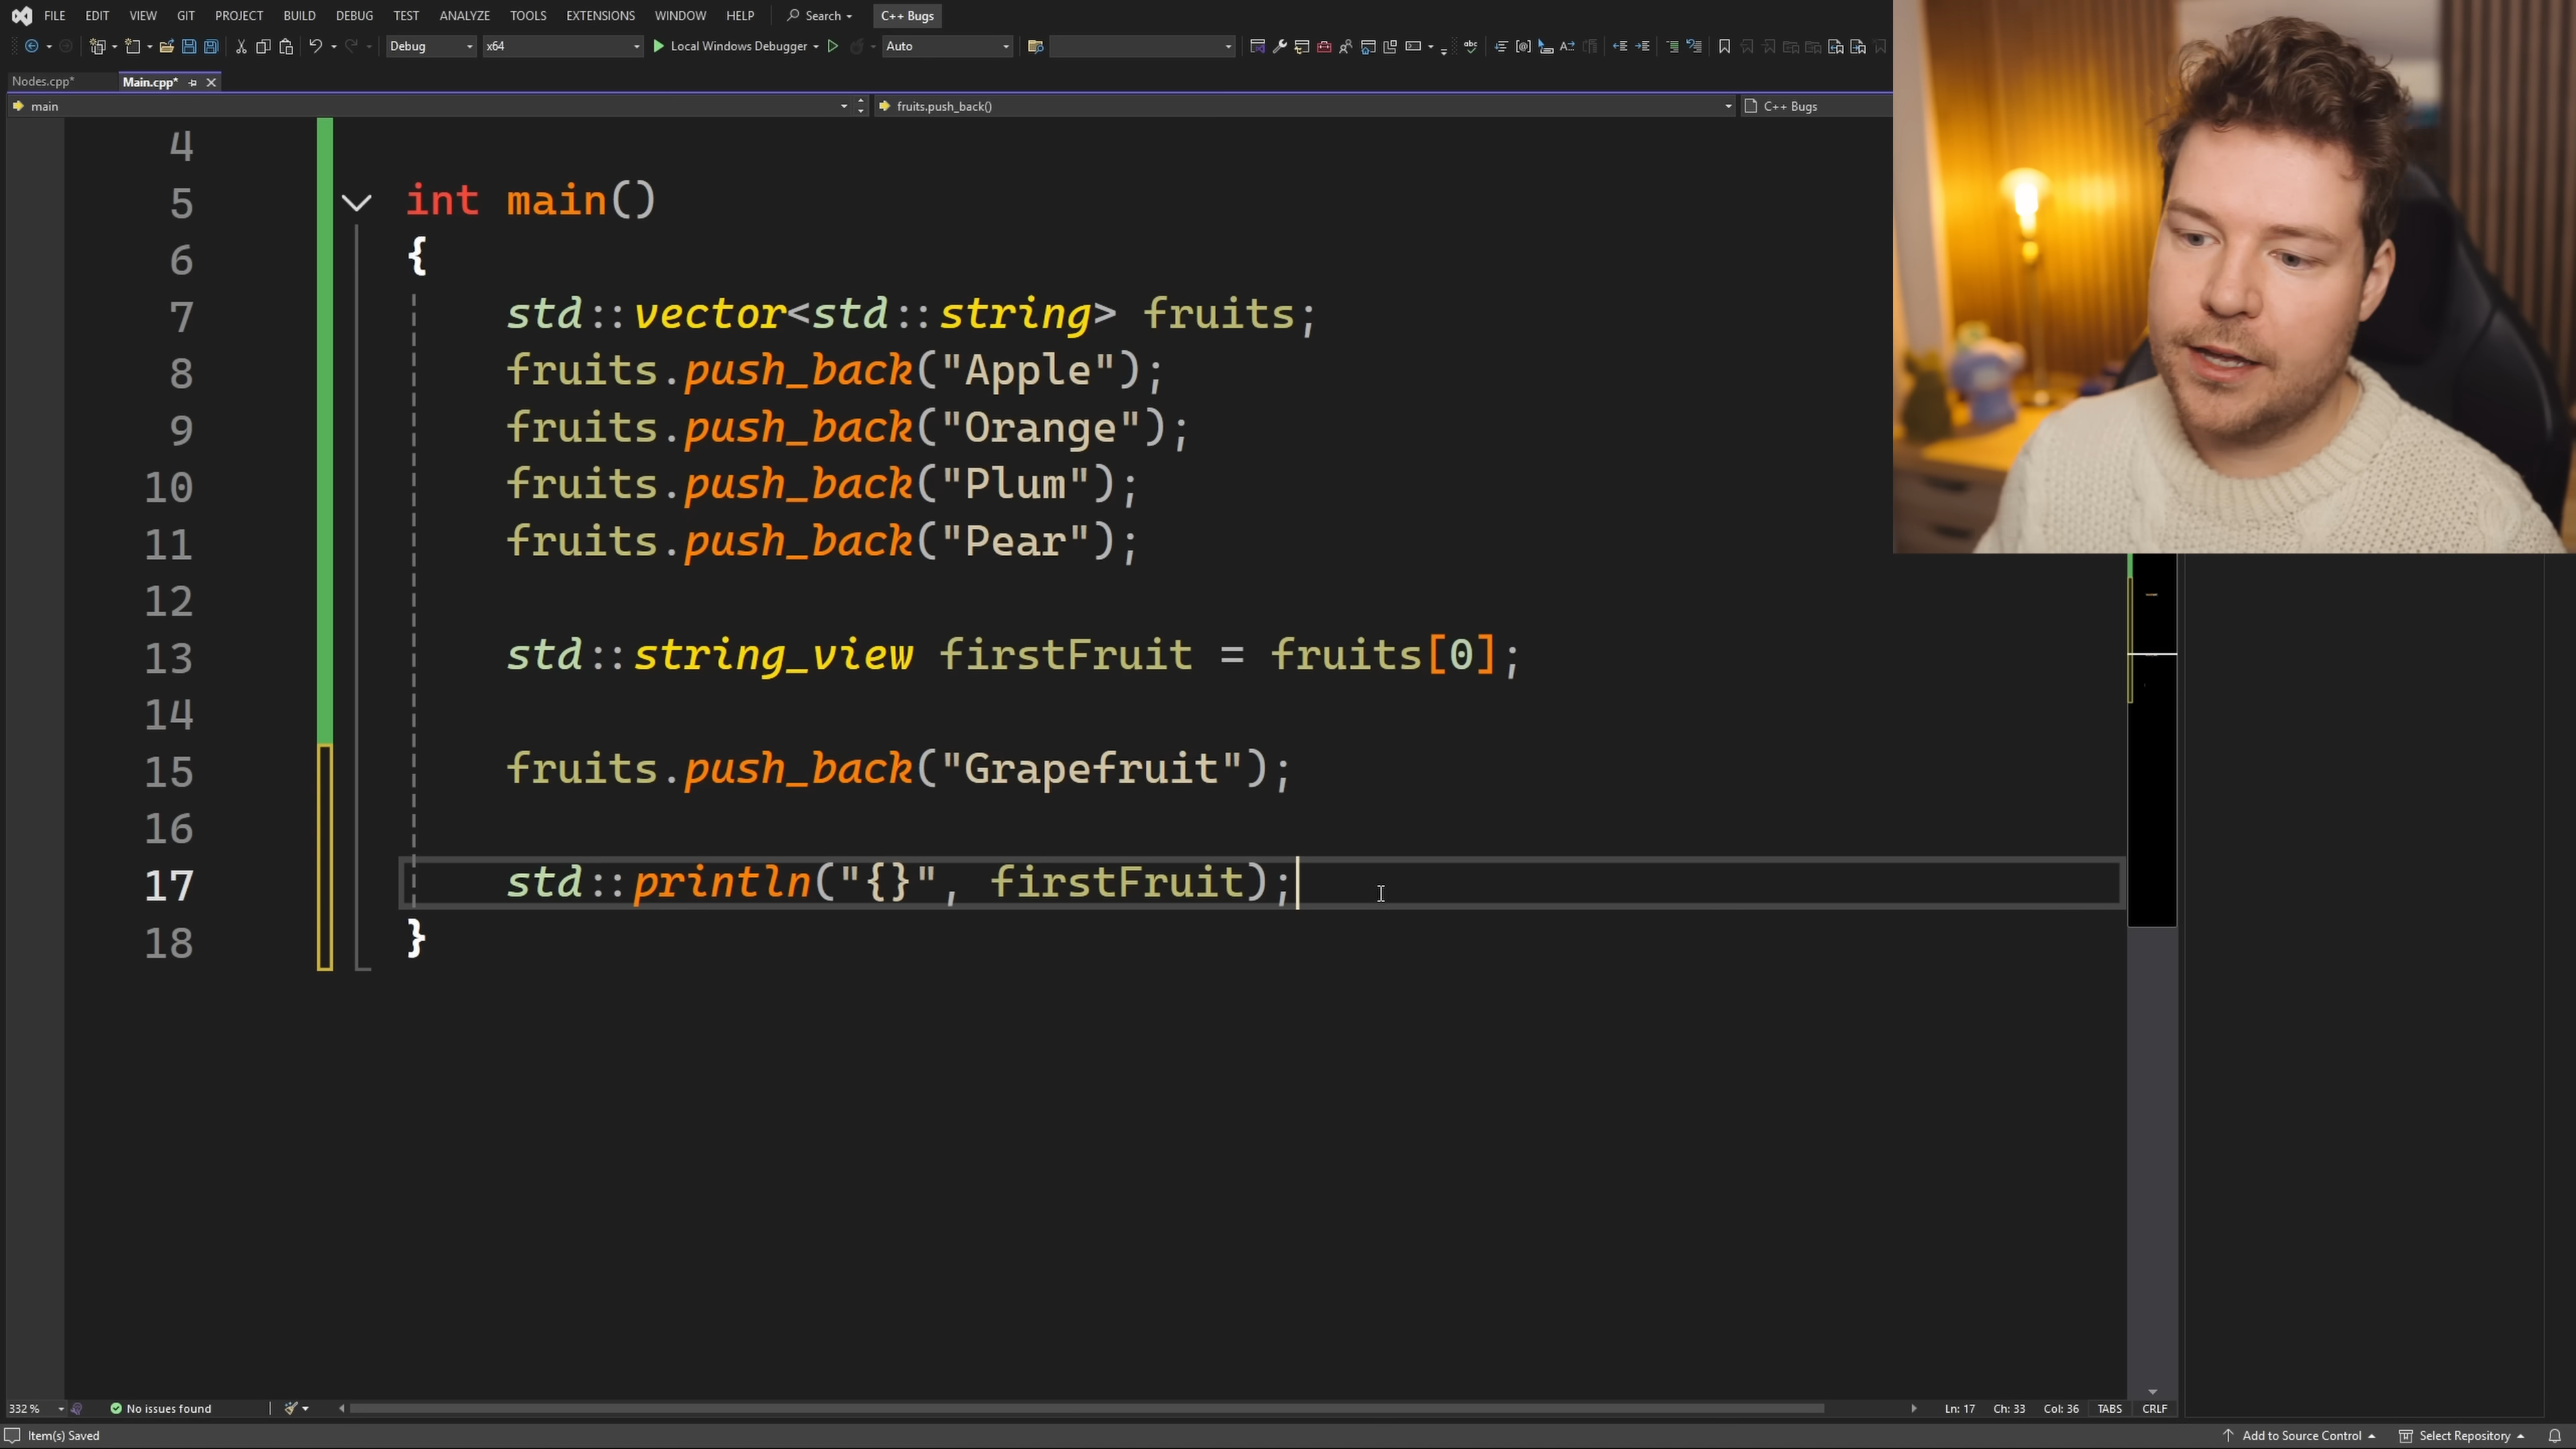 FILE EDIT VIEW GIT PROJECT BUILD DEBUG TEST ANALYZE TOOLS EXTENSIONS WINDOW HELP Search C++ Bugs
Debug x64 Local Windows Debugger Auto
Nodes.cpp* Main.cpp*
main fruits.push_back() C++ Bugs
4
5 int main()
6 {
7 std::vector<std::string> fruits;
8 fruits.push_back("Apple");
9 fruits.push_back("Orange");
10 fruits.push_back("Plum");
11 fruits.push_back("Pear");
12
13 std::string_view firstFruit = fruits[0];
14
15 fruits.push_back("Grapefruit");
16
17 std::println("{}", firstFruit);
18 }
332 % No issues found Ln: 17 Ch: 33 Col: 36 TABS CRLF
Item(s) Saved Add to Source Control Select Repository